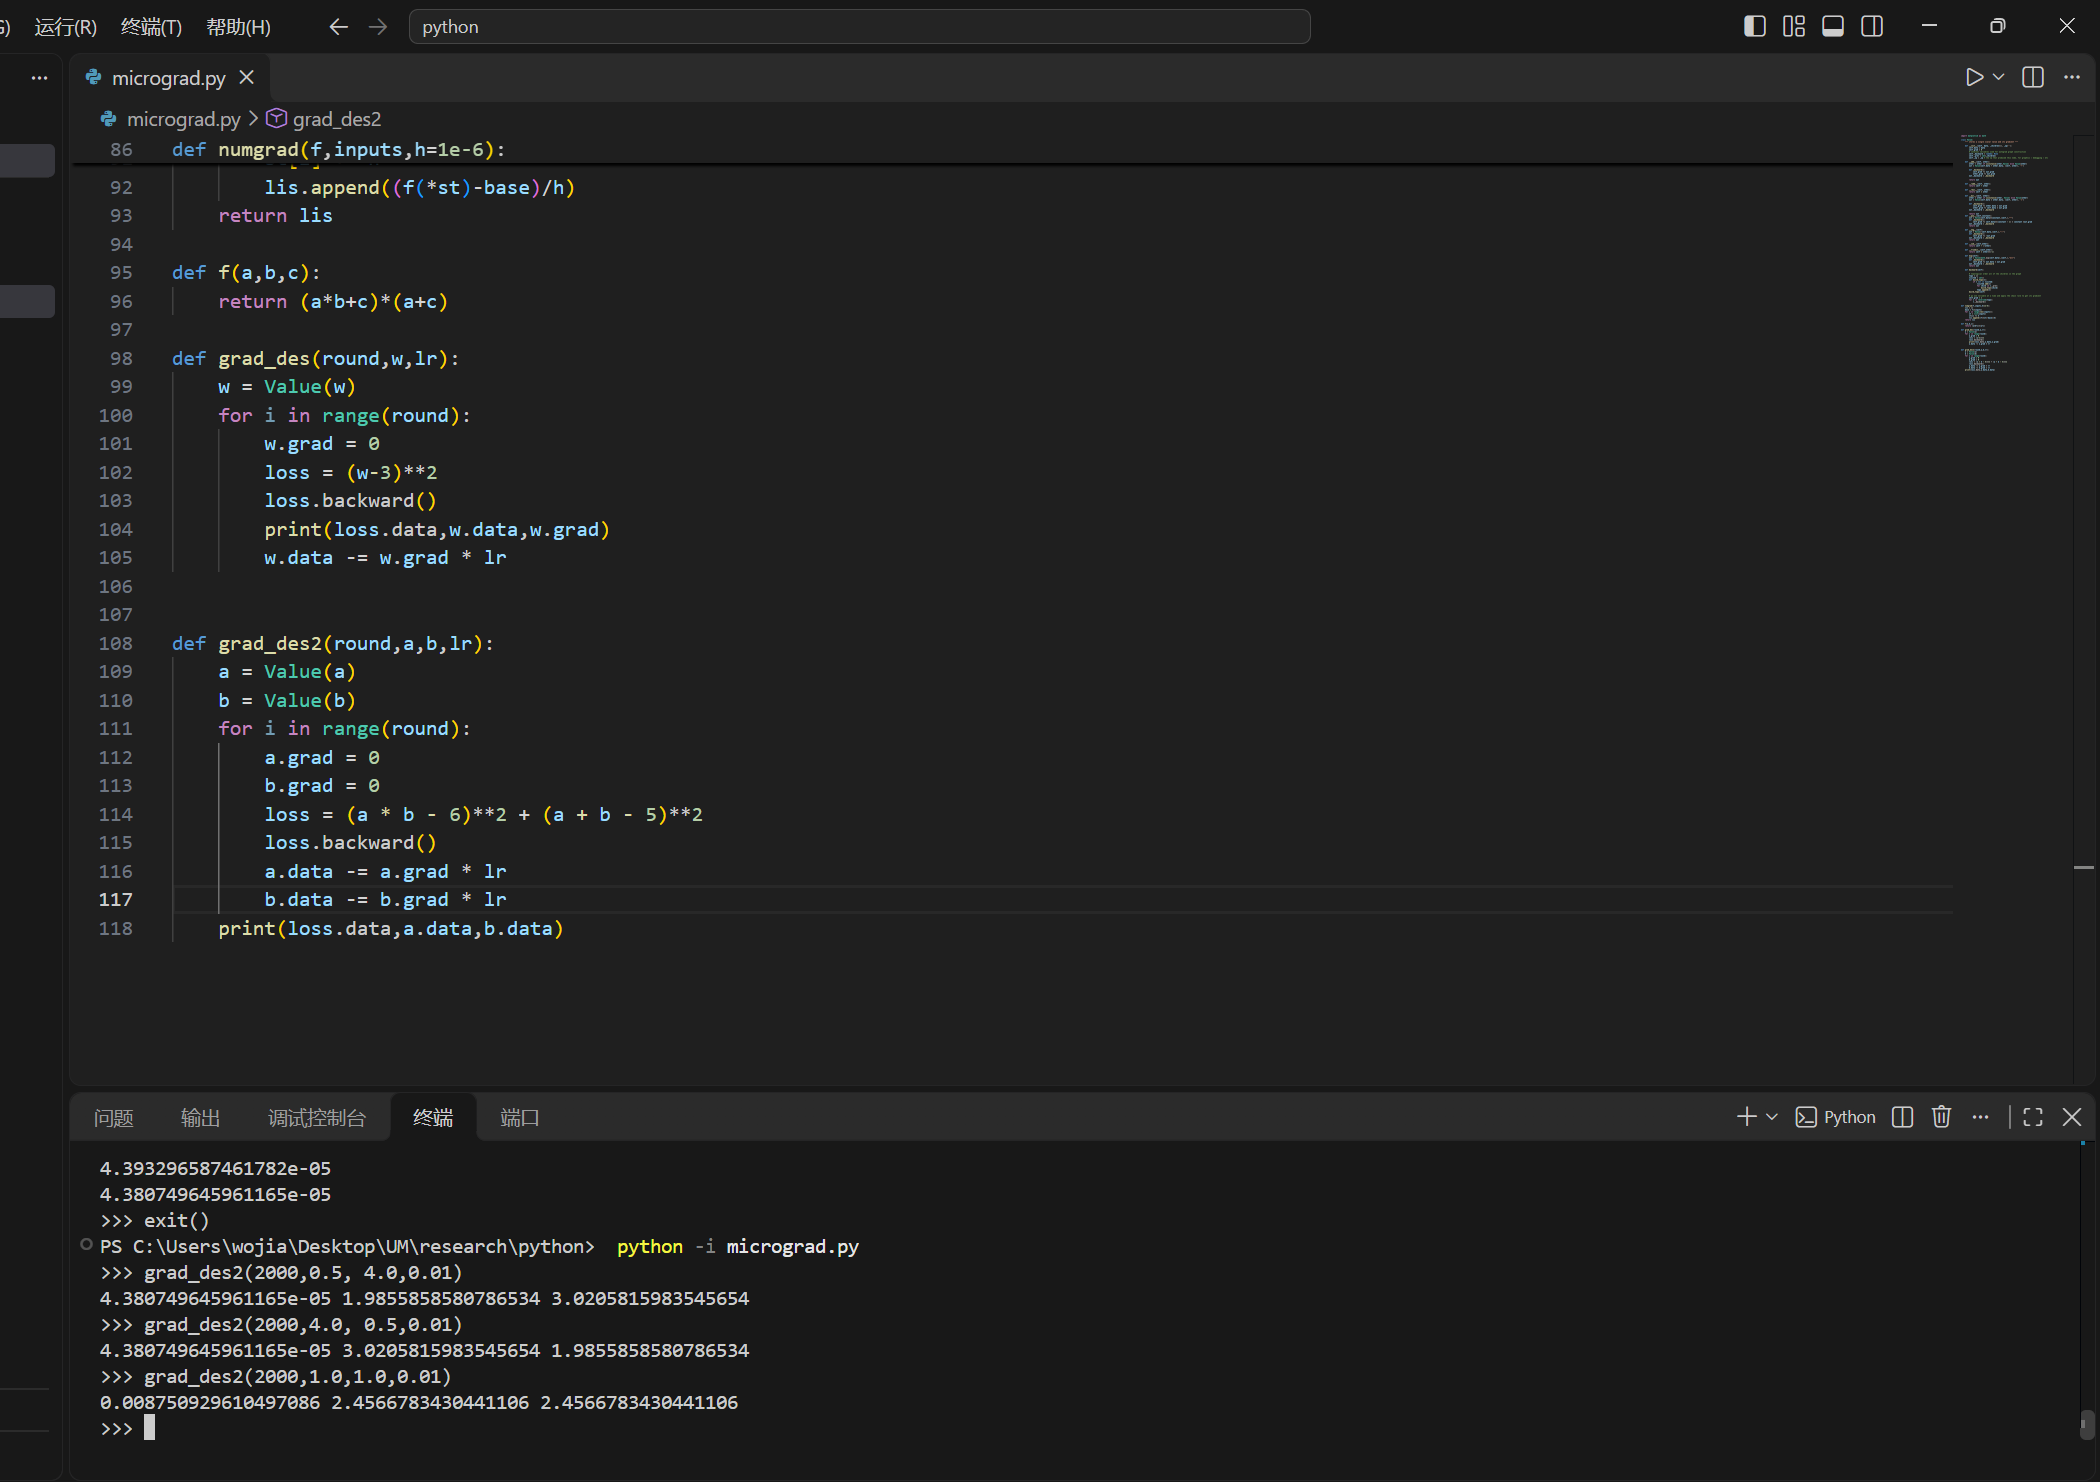 运行(R) 终端(T) 帮助(H) python
micrograd.py
micrograd.py > grad_des2
86 def numgrad(f,inputs,h=1e-6):
92 lis.append((f(*st)-base)/h)
93 return lis
94
95 def f(a,b,c):
96 return (a*b+c)*(a+c)
97
98 def grad_des(round,w,lr):
99 w = Value(w)
100 for i in range(round):
101 w.grad = 0
102 loss = (w-3)**2
103 loss.backward()
104 print(loss.data,w.data,w.grad)
105 w.data -= w.grad * lr
106
107
108 def grad_des2(round,a,b,lr):
109 a = Value(a)
110 b = Value(b)
111 for i in range(round):
112 a.grad = 0
113 b.grad = 0
114 loss = (a * b - 6)**2 + (a + b - 5)**2
115 loss.backward()
116 a.data -= a.grad * lr
117 b.data -= b.grad * lr
118 print(loss.data,a.data,b.data)
问题 输出 调试控制台 终端 端口 Python
4.393296587461782e-05
4.380749645961165e-05
>>> exit()
PS C:\Users\wojia\Desktop\UM\research\python> python -i micrograd.py
>>> grad_des2(2000,0.5, 4.0,0.01)
4.380749645961165e-05 1.9855858580786534 3.0205815983545654
>>> grad_des2(2000,4.0, 0.5,0.01)
4.380749645961165e-05 3.0205815983545654 1.9855858580786534
>>> grad_des2(2000,1.0,1.0,0.01)
0.008750929610497086 2.4566783430441106 2.4566783430441106
>>>